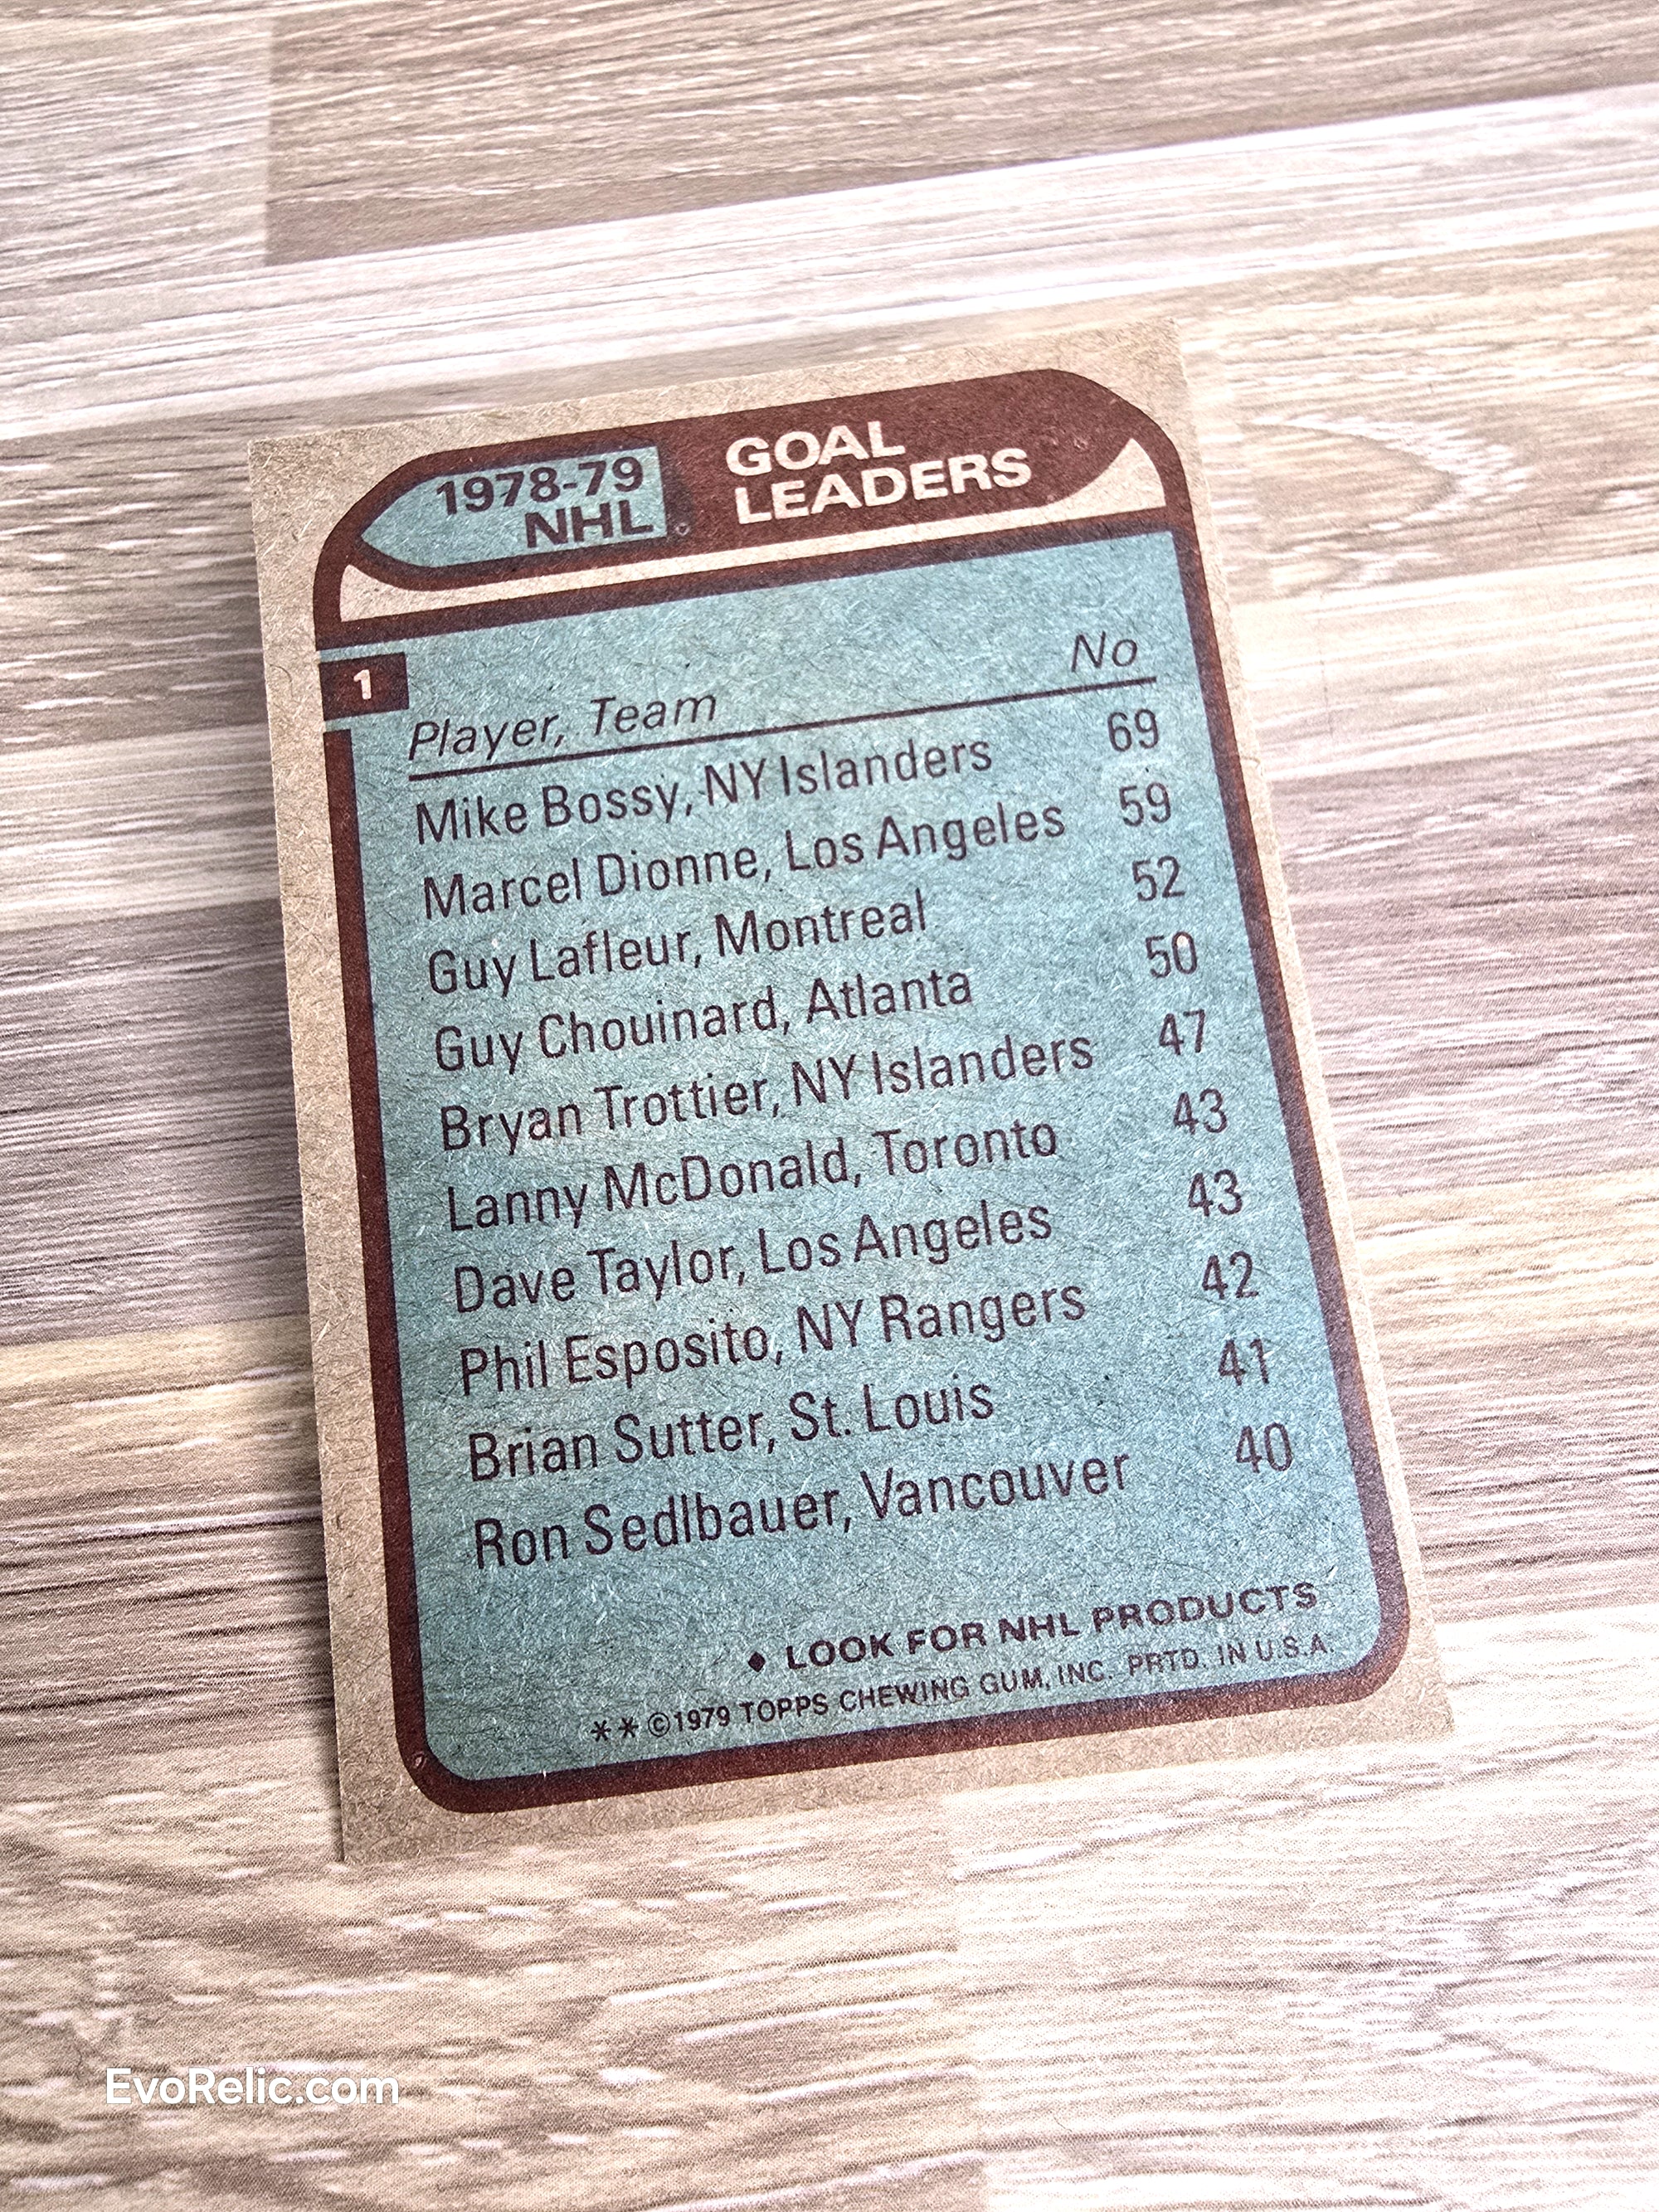 1978-79
NHL
GOAL
LEADERS
1
Player, Team No
Mike Bossy, NY Islanders 69
Marcel Dionne, Los Angeles 59
Guy Lafleur, Montreal 52
Guy Chouinard, Atlanta 50
Bryan Trottier, NY Islanders 47
Lanny McDonald, Toronto 43
Dave Taylor, Los Angeles 43
Phil Esposito, NY Rangers 42
Brian Sutter, St. Louis 41
Ron Sedlbauer, Vancouver 40
♦ LOOK FOR NHL PRODUCTS
** ©1979 TOPPS CHEWING GUM, INC. PRTD. IN U.S.A.
EvoRelic.com